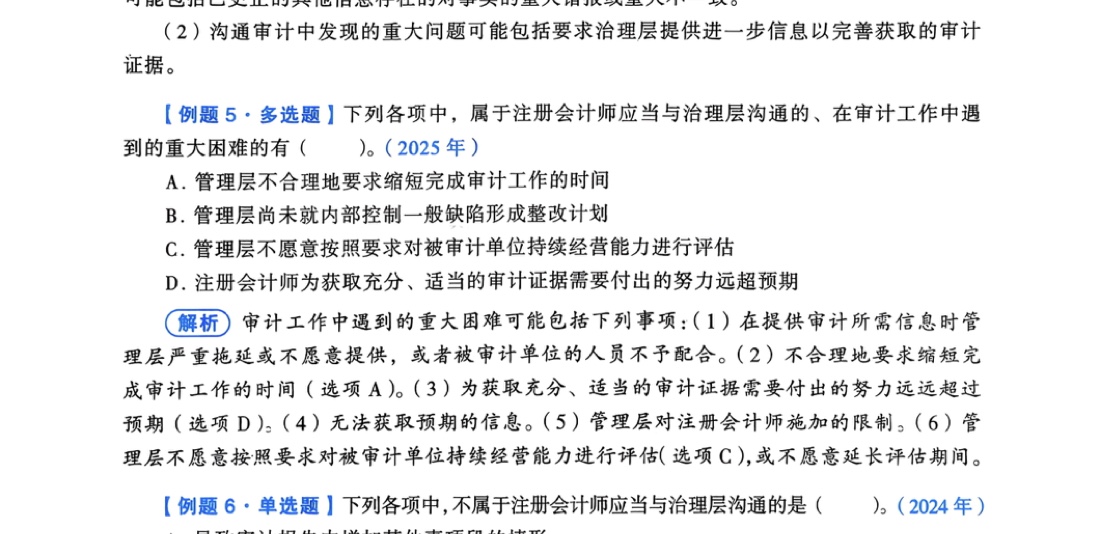 (2)沟通审计中发现的重大问题可能包括要求治理层提供进一步信息以完善获取的审计
证据。
【例题 5·多选题】下列各项中，属于注册会计师应当与治理层沟通的、在审计工作中遇
到的重大困难的有（　　）。（2025 年）
A. 管理层不合理地要求缩短完成审计工作的时间
B. 管理层尚未就内部控制一般缺陷形成整改计划
C. 管理层不愿意按照要求对被审计单位持续经营能力进行评估
D. 注册会计师为获取充分、适当的审计证据需要付出的努力远超预期
解析 审计工作中遇到的重大困难可能包括下列事项：（1）在提供审计所需信息时管
理层严重拖延或不愿意提供，或者被审计单位的人员不予配合。（2）不合理地要求缩短完
成审计工作的时间（选项 A）。（3）为获取充分、适当的审计证据需要付出的努力远远超过
预期（选项 D）。（4）无法获取预期的信息。（5）管理层对注册会计师施加的限制。（6）管
理层不愿意按照要求对被审计单位持续经营能力进行评估（选项 C），或不愿意延长评估期间。
【例题 6·单选题】下列各项中，不属于注册会计师应当与治理层沟通的是（　　）。（2024 年）